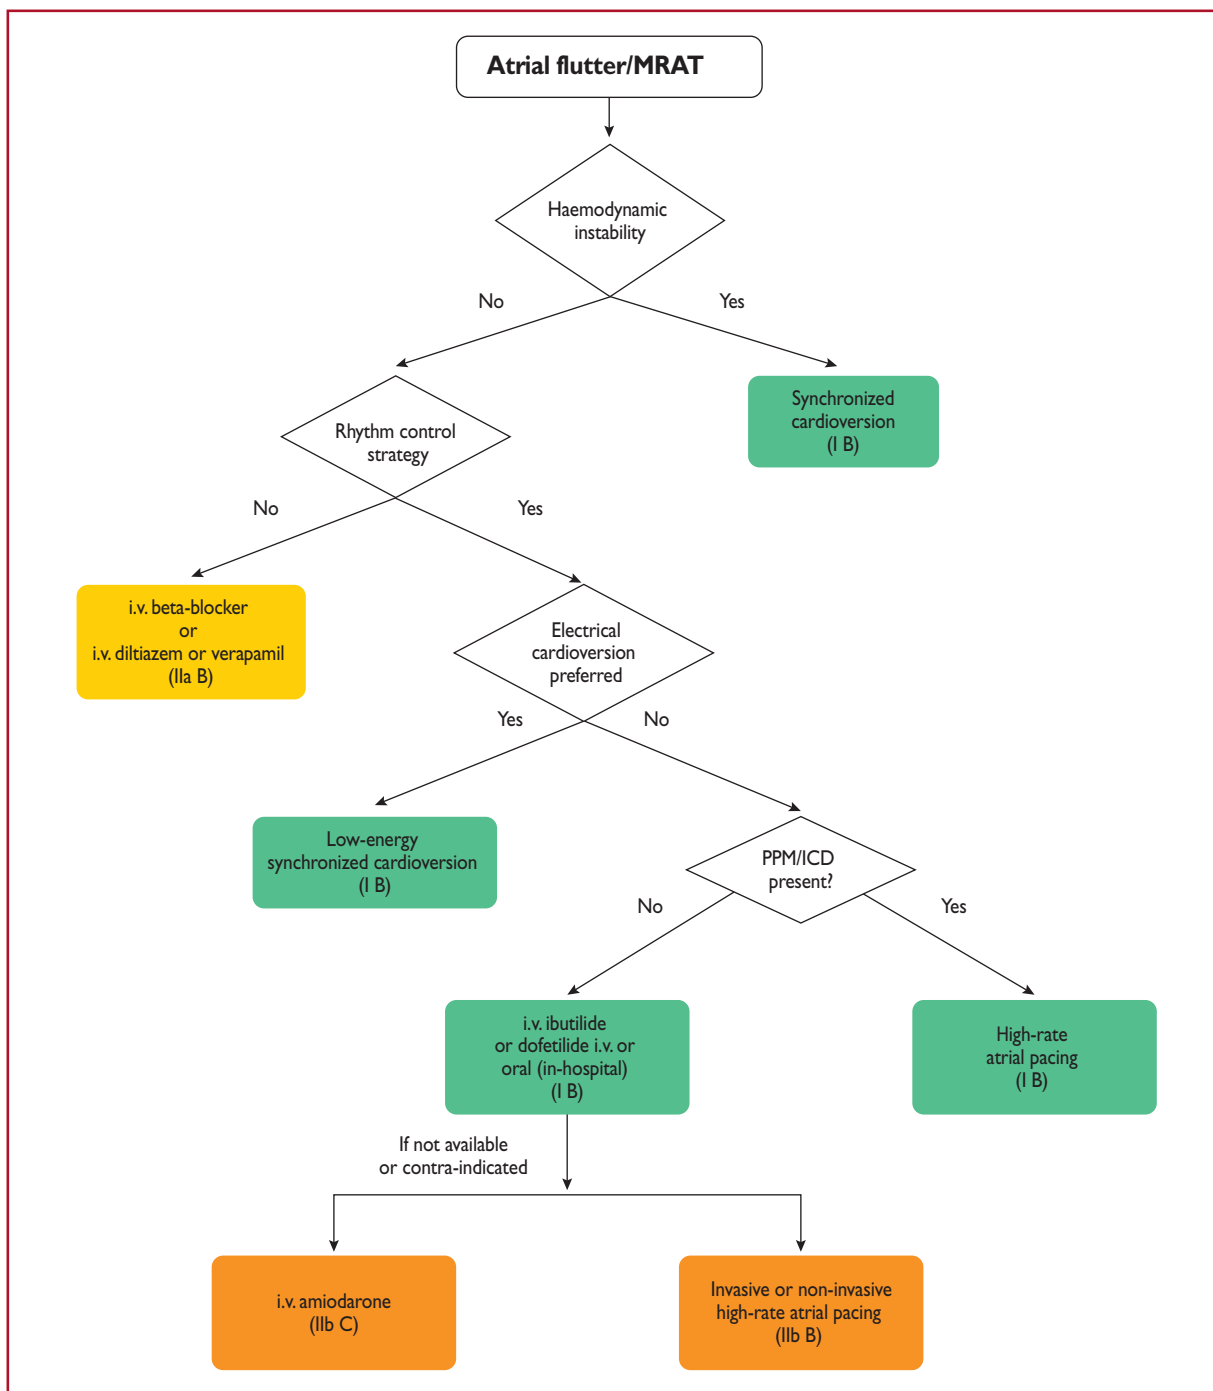 Atrial flutter/MRAT
Haemodynamic
instability
No
Yes
Synchronized
cardioversion
(I B)
Rhythm control
strategy
No
Yes
i.v. beta-blocker
or
i.v. diltiazem or verapamil
(IIa B)
Electrical
cardioversion
preferred
Yes
No
Low-energy
synchronized cardioversion
(I B)
PPM/ICD
present?
No
Yes
i.v. ibutilide
or dofetilide i.v. or
oral (in-hospital)
(I B)
High-rate
atrial pacing
(I B)
If not available
or contra-indicated
i.v. amiodarone
(IIb C)
Invasive or non-invasive
high-rate atrial pacing
(IIb B)